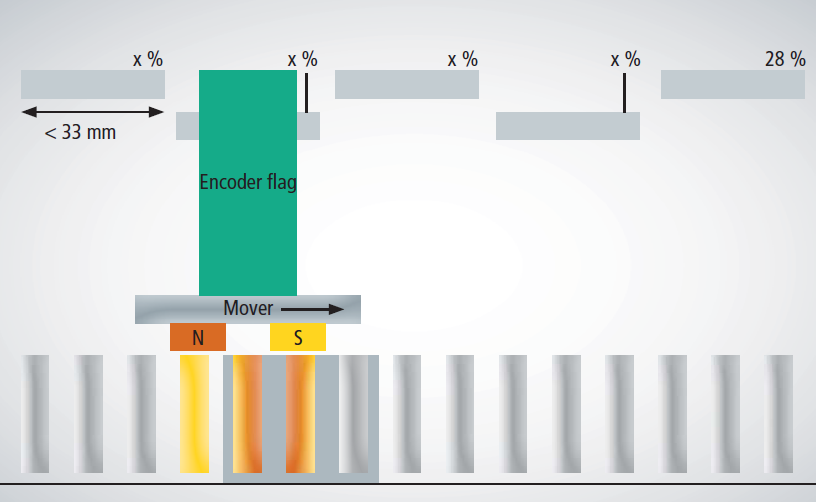 x %
x %
x %
x %
28 %
< 33 mm
Encoder flag
Mover
N
S